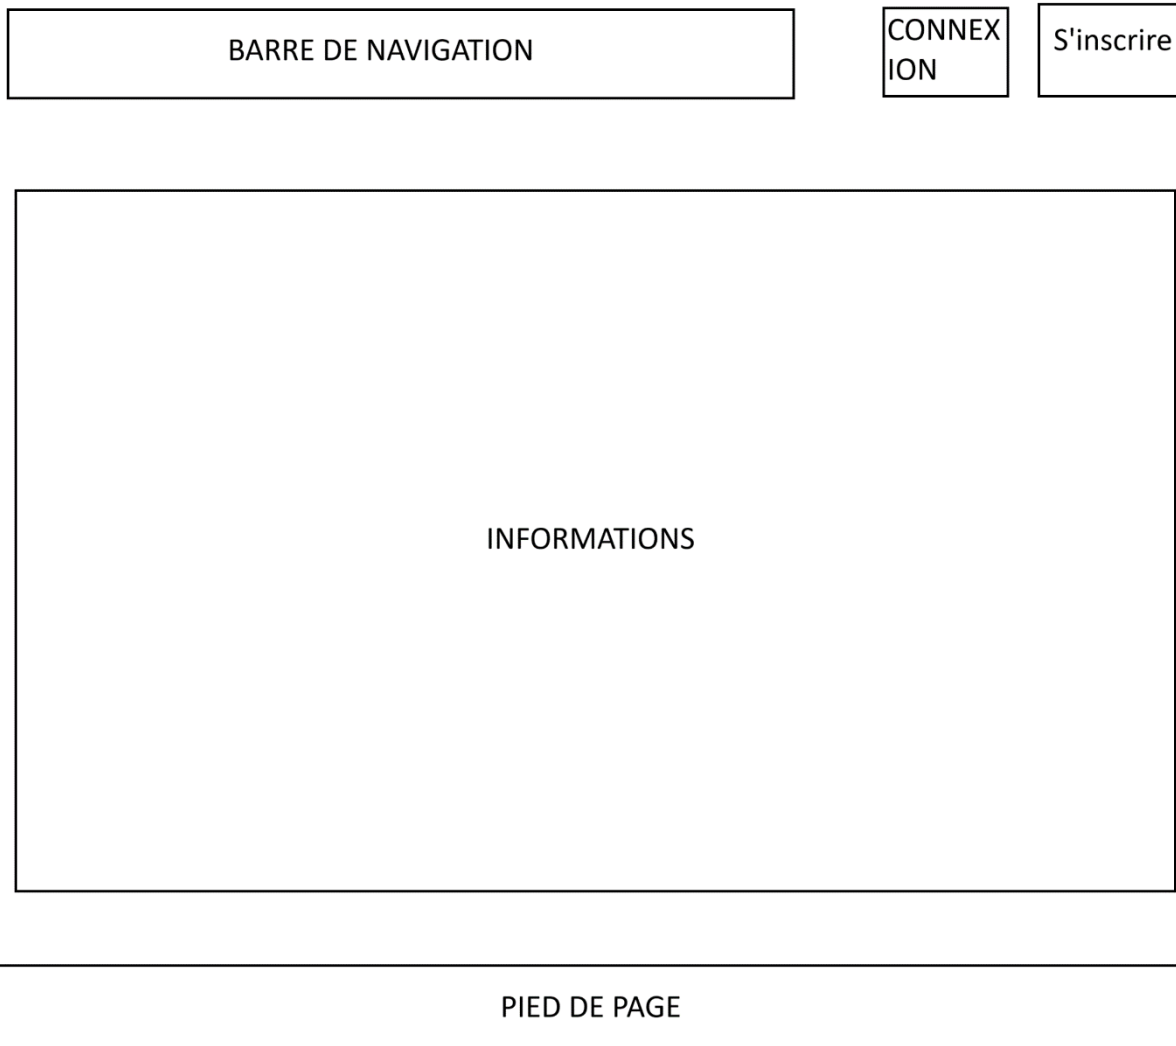 BARRE DE NAVIGATION
CONNEX
ION
S'inscrire
INFORMATIONS
PIED DE PAGE